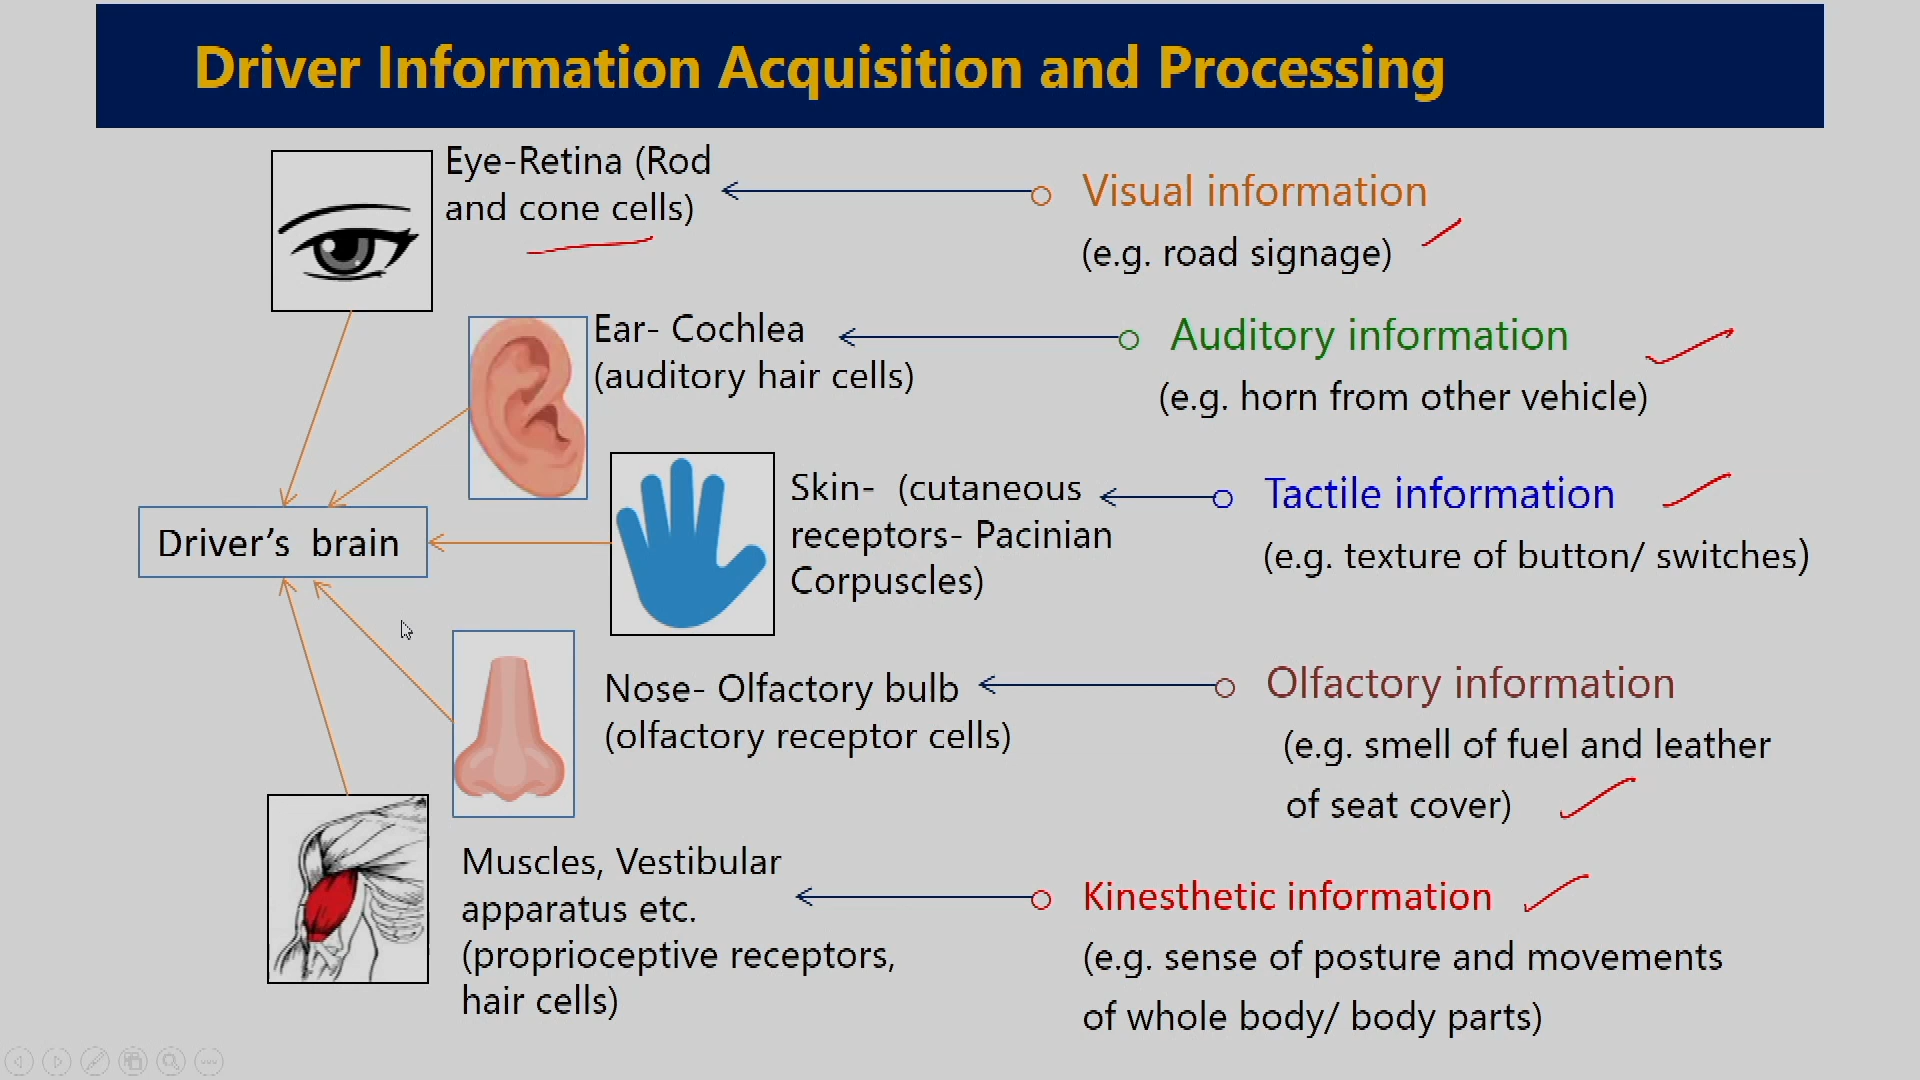 Driver Information Acquisition and Processing
Eye-Retina (Rod
and cone cells)
Visual information
(e.g. road signage)
Ear- Cochlea
(auditory hair cells)
Auditory information
(e.g. horn from other vehicle)
Skin- (cutaneous
receptors- Pacinian
Corpuscles)
Tactile information
(e.g. texture of button/ switches)
Driver’s brain
Nose- Olfactory bulb
(olfactory receptor cells)
Olfactory information
(e.g. smell of fuel and leather
of seat cover)
Muscles, Vestibular
apparatus etc.
(proprioceptive receptors,
hair cells)
Kinesthetic information
(e.g. sense of posture and movements
of whole body/ body parts)